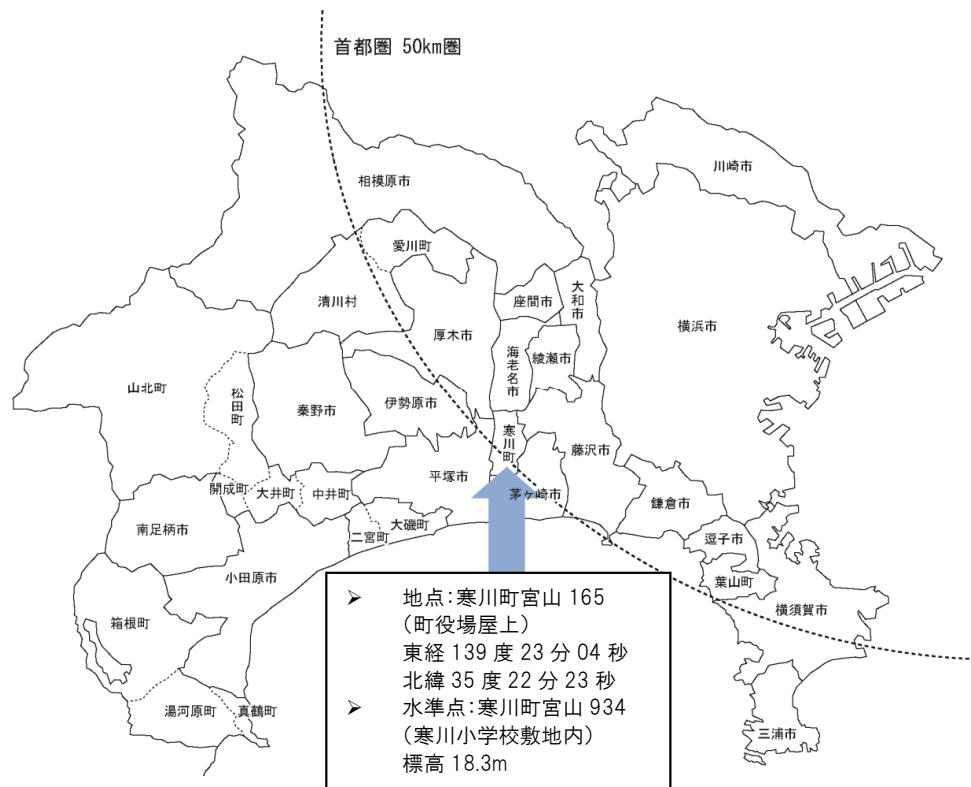 首都圏 50km圏
川崎市
相模原市
愛川町
大和市
座間市
清川村
横浜市
厚木市
海老名市
綾瀬市
山北町
松田町
秦野市
伊勢原市
寒川町
藤沢市
平塚市
開成町
大井町
中井町
茅ヶ崎市
鎌倉市
南足柄市
大磯町
二宮町
逗子市
小田原市
葉山町
横須賀市
箱根町
湯河原町
真鶴町
三浦市
➢ 地点:寒川町宮山 165
(町役場屋上)
東経 139 度 23 分 04 秒
北緯 35 度 22 分 23 秒
➢ 水準点:寒川町宮山 934
(寒川小学校敷地内)
標高 18.3m